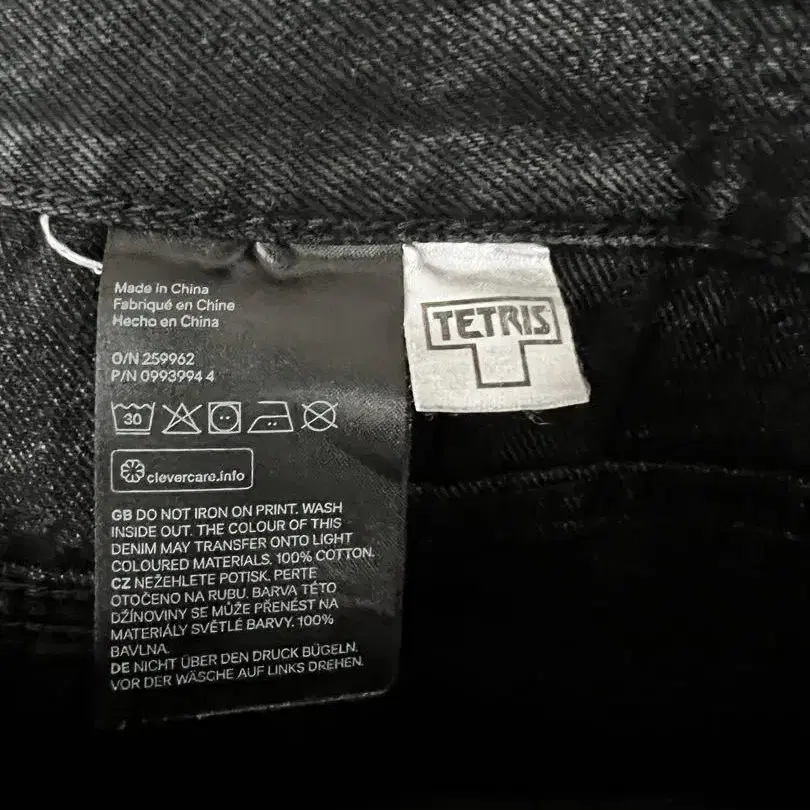 Made in China
Fabriqué en Chine
Hecho en China
O/N 259962
P/N 0993994 4
30
clevercare.info
GB DO NOT IRON ON PRINT. WASH
INSIDE OUT. THE COLOUR OF THIS
DENIM MAY TRANSFER ONTO LIGHT
COLOURED MATERIALS. 100% COTTON.
CZ NEŽEHLETE POTISK. PERTE
OTOČENO NA RUBU. BARVA TÉTO
DŽÍNOVINY SE MŮŽE PŘENÉST NA
MATERIÁLY SVĚTLÉ BARVY. 100%
BAVLNA.
DE NICHT ÜBER DEN DRUCK BÜGELN.
VOR DER WÄSCHE AUF LINKS DREHEN.
TETRIS